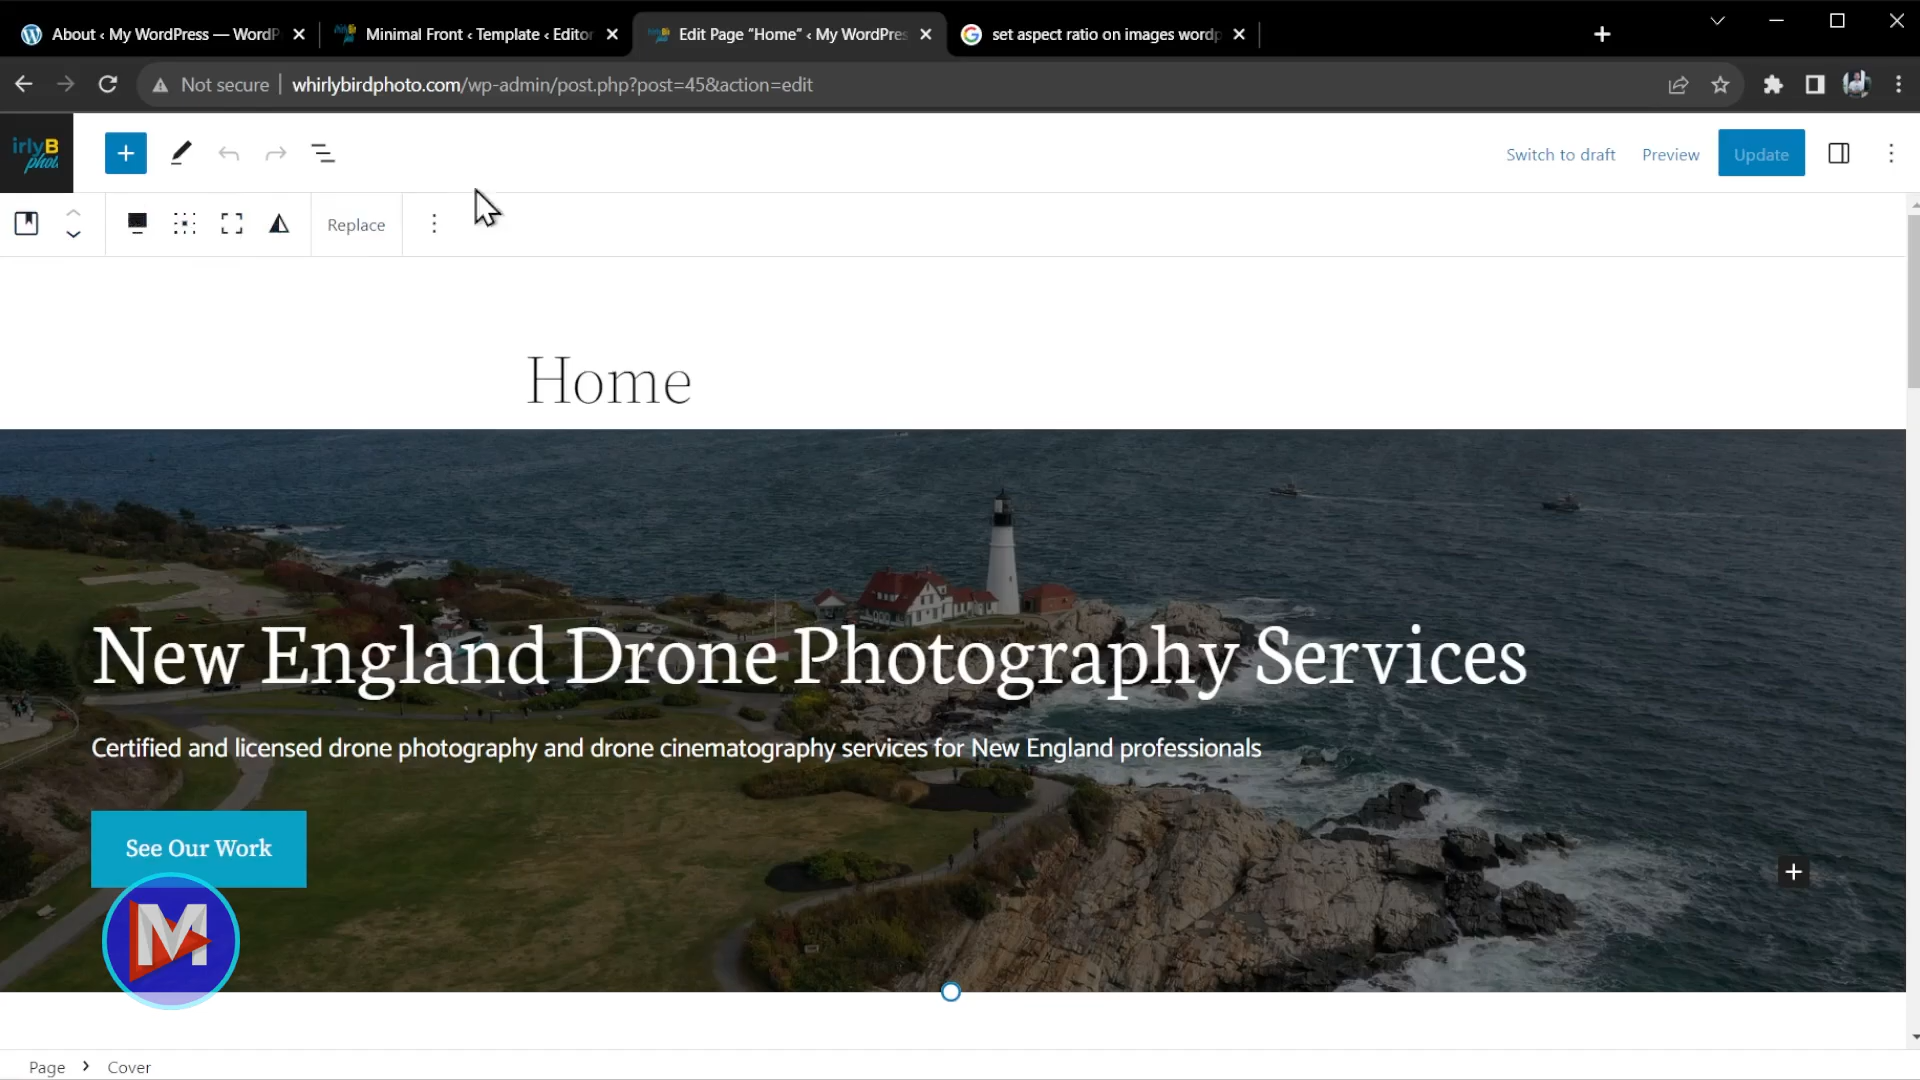 About ‹ My WordPress — WordP
Minimal Front ‹ Template ‹ Editor
Edit Page "Home" ‹ My WordPres
set aspect ratio on images wordp
Not secure
whirlybirdphoto.com/wp-admin/post.php?post=45&action=edit
irlyB
phot
Switch to draft
Preview
Update
Replace
Home
New England Drone Photography Services
Certified and licensed drone photography and drone cinematography services for New England professionals
See Our Work
M
Page
Cover